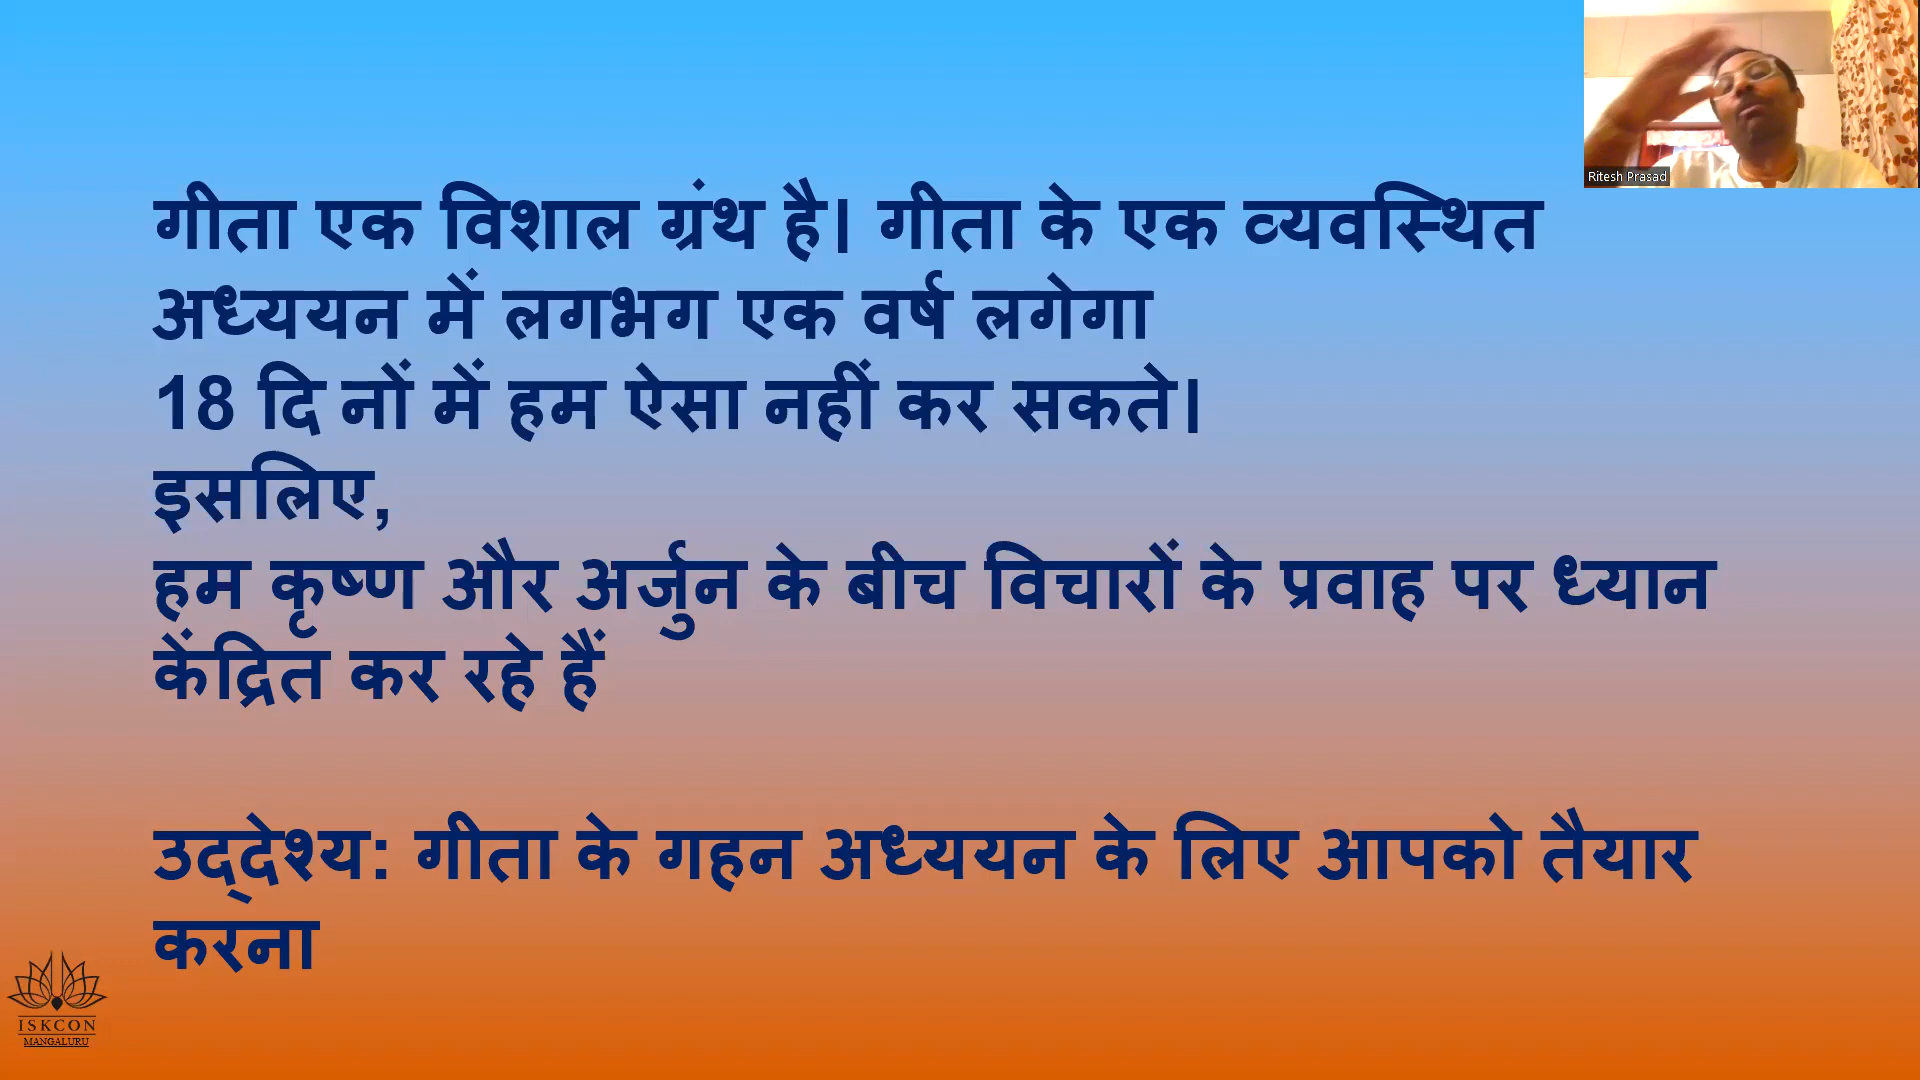 Ritesh Prasad
गीता एक विशाल ग्रंथ है। गीता के एक व्यवस्थित
अध्ययन में लगभग एक वर्ष लगेगा
18 दि नों में हम ऐसा नहीं कर सकते।
इसलिए,
हम कृष्ण और अर्जुन के बीच विचारों के प्रवाह पर ध्यान
केंद्रित कर रहे हैं
उद्देश्य: गीता के गहन अध्ययन के लिए आपको तैयार
करना
ISKCON
MANGALURU